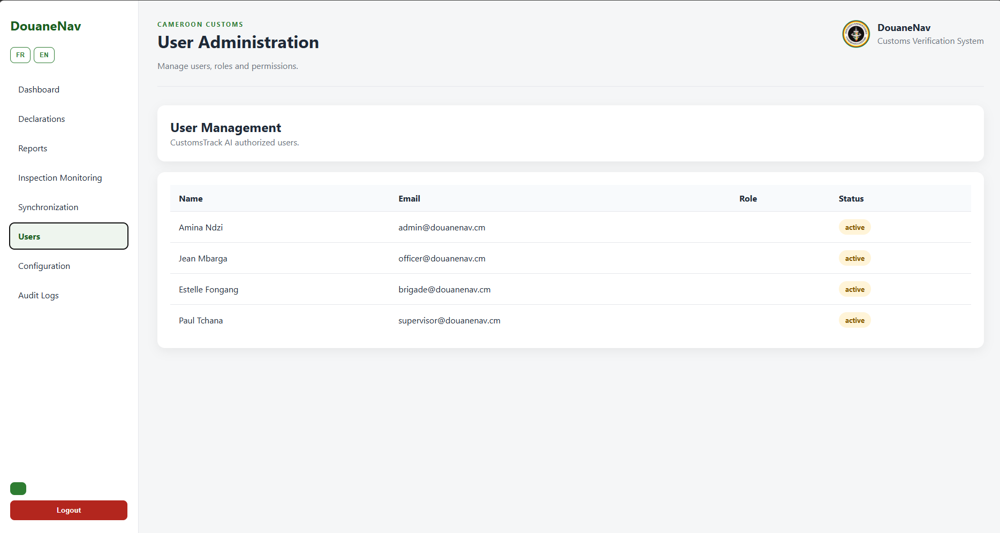 DouaneNav
FR EN
Dashboard
Declarations
Reports
Inspection Monitoring
Synchronization
Users
Configuration
Audit Logs
Logout
CAMEROON CUSTOMS
User Administration
Manage users, roles and permissions.
DouaneNav
Customs Verification System
User Management
CustomsTrack AI authorized users.
Name Email Role Status
Amina Ndzi admin@douanenav.cm active
Jean Mbarga officer@douanenav.cm active
Estelle Fongang brigade@douanenav.cm active
Paul Tchana supervisor@douanenav.cm active